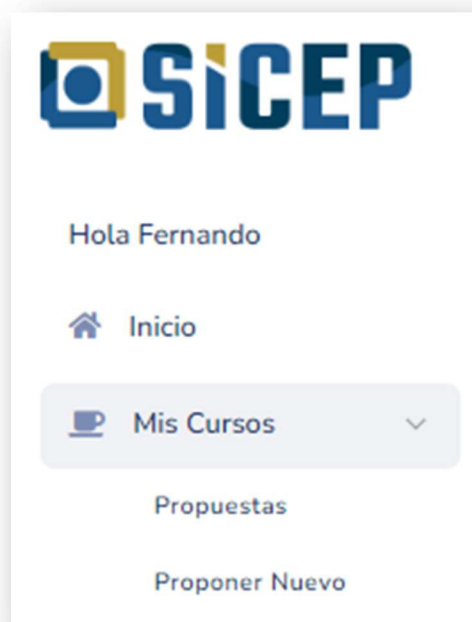 SiCEP
Hola Fernando
Inicio
Mis Cursos
Propuestas
Proponer Nuevo